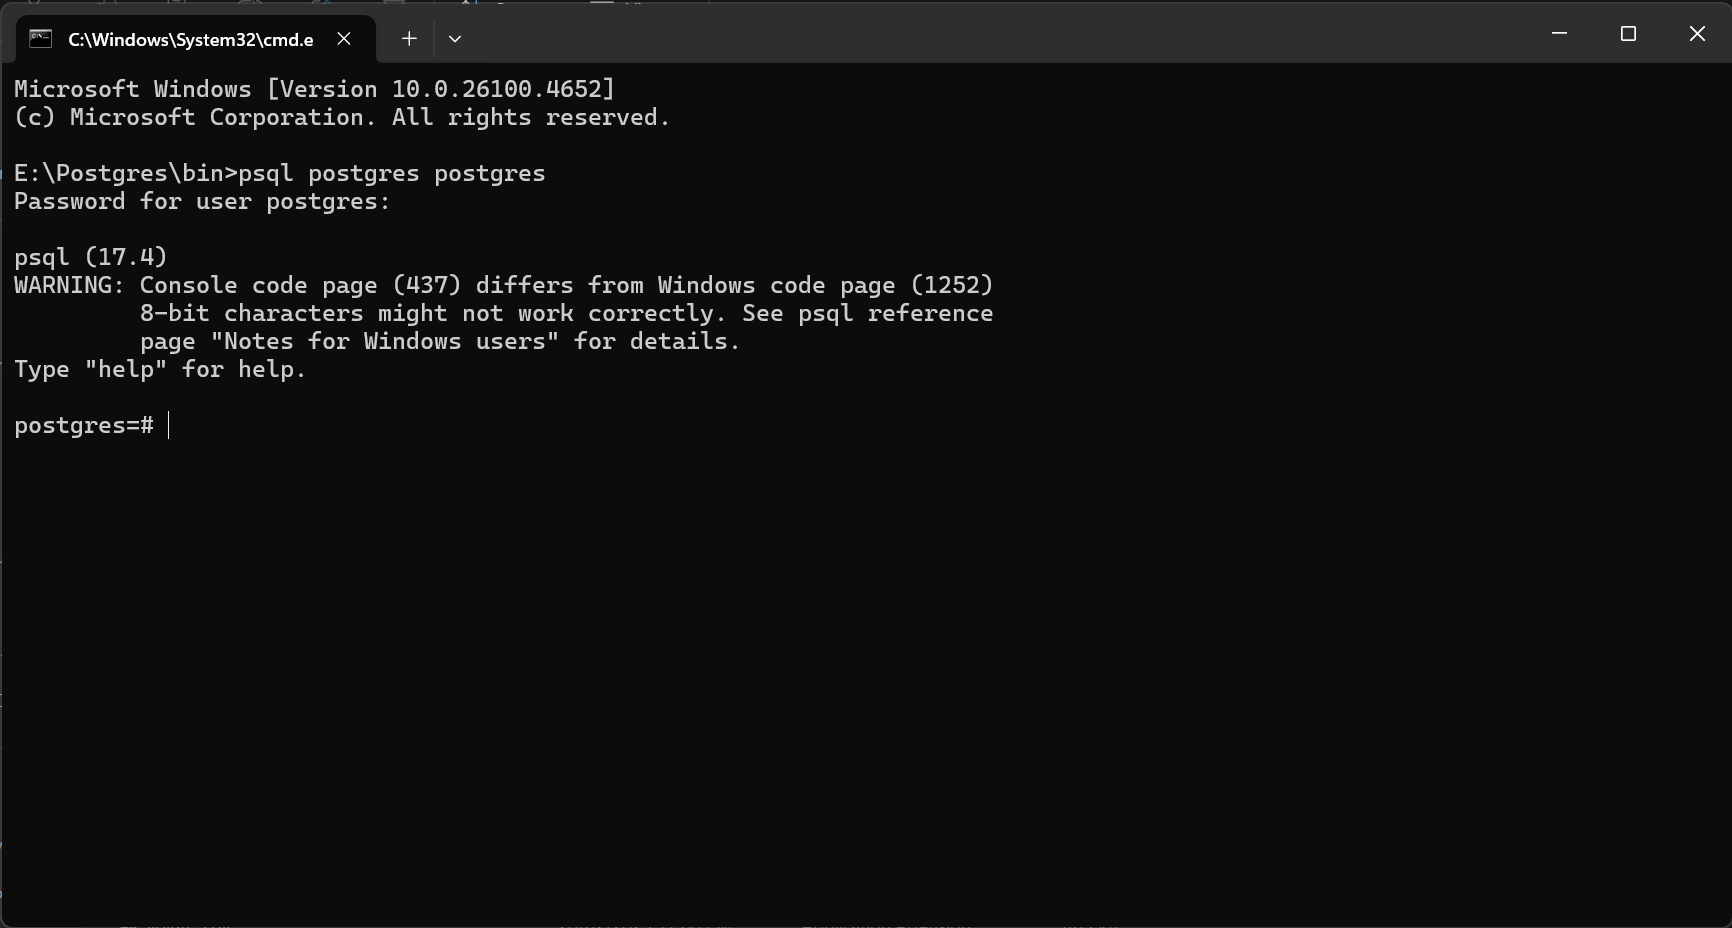 C:\Windows\System32\cmd.e
Microsoft Windows [Version 10.0.26100.4652]
(c) Microsoft Corporation. All rights reserved.
E:\Postgres\bin>psql postgres postgres
Password for user postgres:
psql (17.4)
WARNING: Console code page (437) differs from Windows code page (1252)
8-bit characters might not work correctly. See psql reference
page "Notes for Windows users" for details.
Type "help" for help.
postgres=#